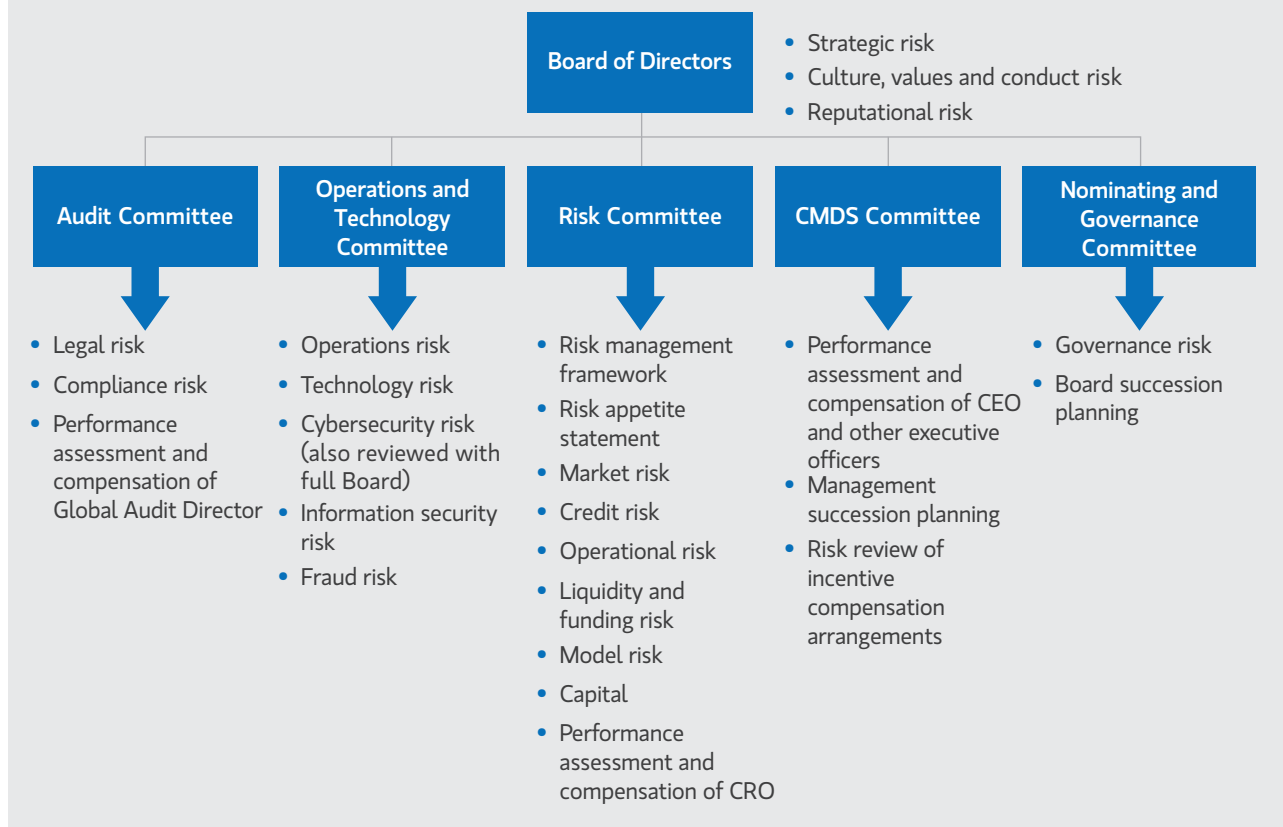 Board of Directors
• Strategic risk
• Culture, values and conduct risk
• Reputational risk
Audit Committee
Operations and
Technology
Committee
Risk Committee
CMDS Committee
Nominating and
Governance
Committee
• Legal risk
• Compliance risk
• Performance
assessment and
compensation of
Global Audit Director
• Operations risk
• Technology risk
• Cybersecurity risk
(also reviewed with
full Board)
• Information security
risk
• Fraud risk
• Risk management
framework
• Risk appetite
statement
• Market risk
• Credit risk
• Operational risk
• Liquidity and
funding risk
• Model risk
• Capital
• Performance
assessment and
compensation of CRO
• Performance
assessment and
compensation of CEO
and other executive
officers
• Management
succession planning
• Risk review of
incentive
compensation
arrangements
• Governance risk
• Board succession
planning